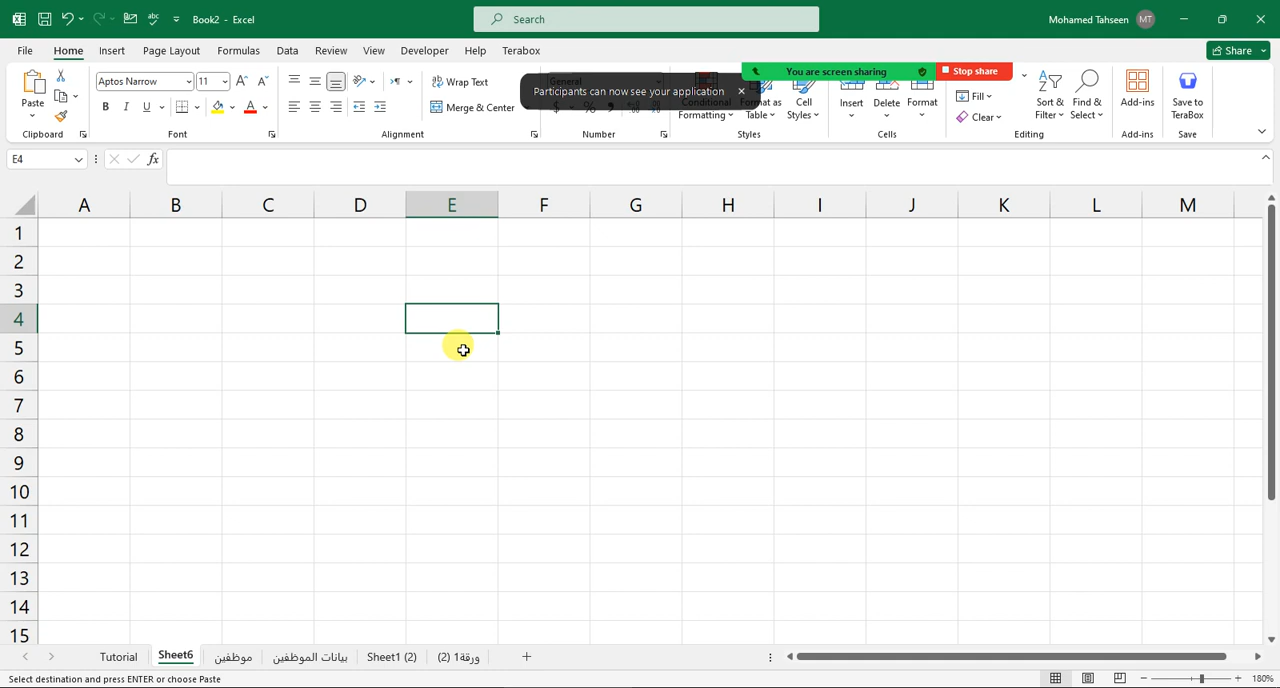 Book2 - Excel
Search
Mohamed Tahseen MT
File Home Insert Page Layout Formulas Data Review View Developer Help Terabox
Share
You are screen sharing Stop share
Participants can now see your application
Paste
Aptos Narrow 11
Wrap Text
Merge & Center
General
Conditional Formatting
Format as Table
Cell Styles
Insert Delete Format
Fill
Clear
Sort & Filter
Find & Select
Add-ins
Save to TeraBox
Clipboard Font Alignment Number Styles Cells Editing Add-ins Save
E4 fx
A B C D E F G H I J K L M
1
2
3
4
5
6
7
8
9
10
11
12
13
14
15
Tutorial Sheet6 موظفين بيانات الموظفين Sheet1 (2) ورقة1 (2)
Select destination and press ENTER or choose Paste
180%